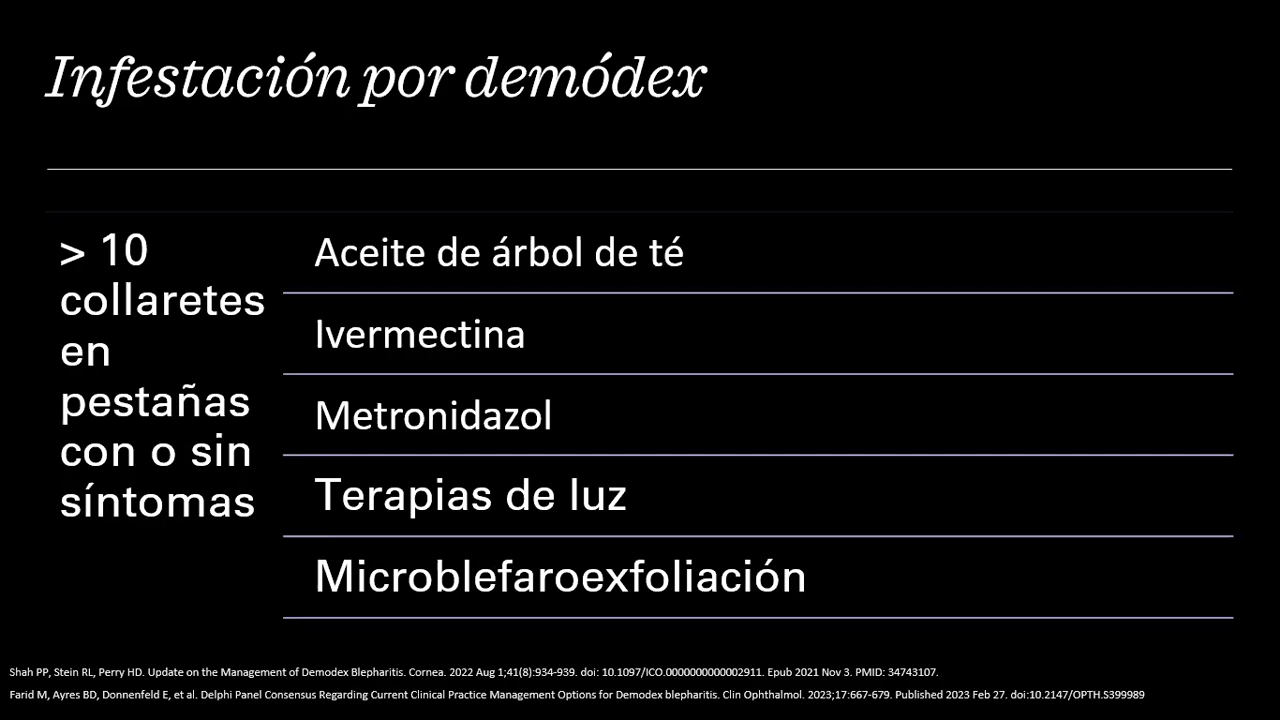 Infestación por demódex
> 10
collaretes
en
pestañas
con o sin
síntomas
Aceite de árbol de té
Ivermectina
Metronidazol
Terapias de luz
Microblefaroexfoliación
Shah PP, Stein RL, Perry HD. Update on the Management of Demodex Blepharitis. Cornea. 2022 Aug 1;41(8):934-939. doi: 10.1097/ICO.0000000000002911. Epub 2021 Nov 3. PMID: 34743107.
Farid M, Ayres BD, Donnenfeld E, et al. Delphi Panel Consensus Regarding Current Clinical Practice Management Options for Demodex blepharitis. Clin Ophthalmol. 2023;17:667-679. Published 2023 Feb 27. doi:10.2147/OPTH.S399989